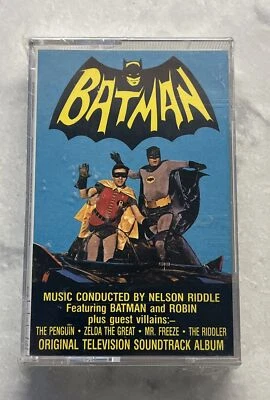 BATMAN
MUSIC CONDUCTED BY NELSON RIDDLE
Featuring BATMAN and ROBIN
plus guest villains:–
THE PENGUIN • ZELDA THE GREAT • MR. FREEZE • THE RIDDLER
ORIGINAL TELEVISION SOUNDTRACK ALBUM